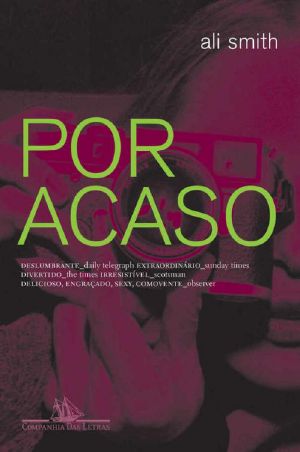 ali smith
POR
ACASO
DESLUMBRANTE_daily telegraph EXTRAORDINÁRIO_sunday times
DIVERTIDO_the times IRRESISTÍVEL_scotsman
DELICIOSO, ENGRAÇADO, SEXY, COMOVENTE_observer
COMPANHIA DAS LETRAS